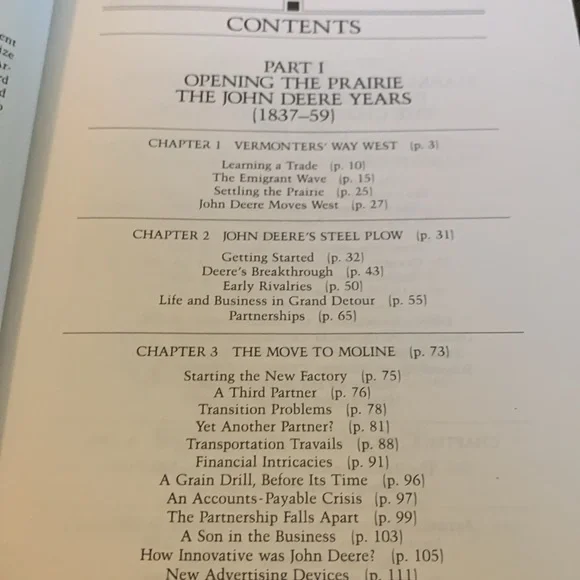 CONTENTS
PART I
OPENING THE PRAIRIE
THE JOHN DEERE YEARS
(1837–59)
CHAPTER 1 VERMONTERS' WAY WEST (p. 3)
Learning a Trade (p. 10)
The Emigrant Wave (p. 15)
Settling the Prairie (p. 25)
John Deere Moves West (p. 27)
CHAPTER 2 JOHN DEERE'S STEEL PLOW (p. 31)
Getting Started (p. 32)
Deere's Breakthrough (p. 43)
Early Rivalries (p. 50)
Life and Business in Grand Detour (p. 55)
Partnerships (p. 65)
CHAPTER 3 THE MOVE TO MOLINE (p. 73)
Starting the New Factory (p. 75)
A Third Partner (p. 76)
Transition Problems (p. 78)
Yet Another Partner? (p. 81)
Transportation Travails (p. 88)
Financial Intricacies (p. 91)
A Grain Drill, Before Its Time (p. 96)
An Accounts-Payable Crisis (p. 97)
The Partnership Falls Apart (p. 99)
A Son in the Business (p. 103)
How Innovative was John Deere? (p. 105)
New Advertising Devices (p. 111)